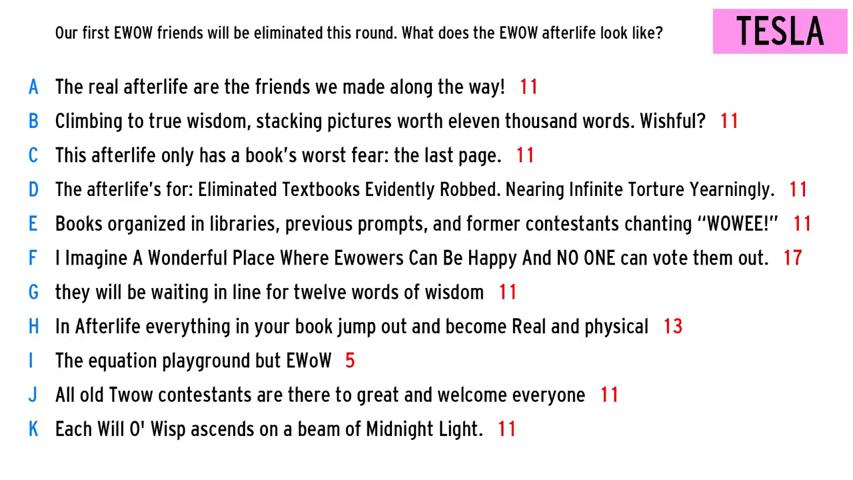 Our first EWOW friends will be eliminated this round. What does the EWOW afterlife look like?
TESLA
A The real afterlife are the friends we made along the way! 11
B Climbing to true wisdom, stacking pictures worth eleven thousand words. Wishful? 11
C This afterlife only has a book's worst fear: the last page. 11
D The afterlife's for: Eliminated Textbooks Evidently Robbed. Nearing Infinite Torture Yearningly. 11
E Books organized in libraries, previous prompts, and former contestants chanting “WOWEE!” 11
F I Imagine A Wonderful Place Where Ewowers Can Be Happy And NO ONE can vote them out. 17
G they will be waiting in line for twelve words of wisdom 11
H In Afterlife everything in your book jump out and become Real and physical 13
I The equation playground but EWoW 5
J All old Twow contestants are there to great and welcome everyone 11
K Each Will O' Wisp ascends on a beam of Midnight Light. 11